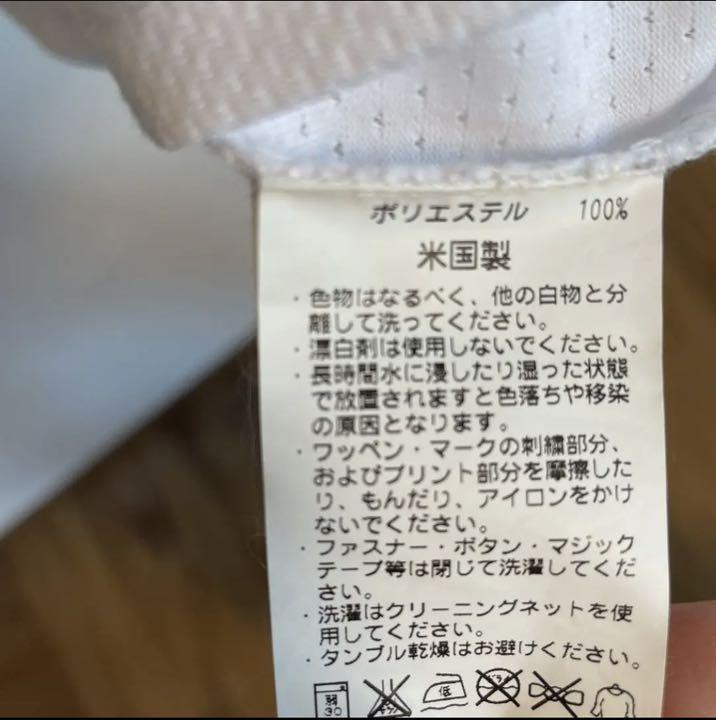 ポリエステル 100%
米国製
・色物はなるべく、他の白物と分
離して洗ってください。
・漂白剤は使用しないでください。
・長時間水に浸したり湿った状態
で放置されますと色落ちや移染
の原因となります。
・ワッペン・マークの刺繍部分、
およびプリント部分を摩擦した
り、もんだり、アイロンをかけ
ないでください。
・ファスナー・ボタン・マジック
テープ等は閉じて洗濯してくだ
さい。
・洗濯はクリーニングネットを使
用してください。
・タンブル乾燥はお避けください。
弱 低 ドライ
30